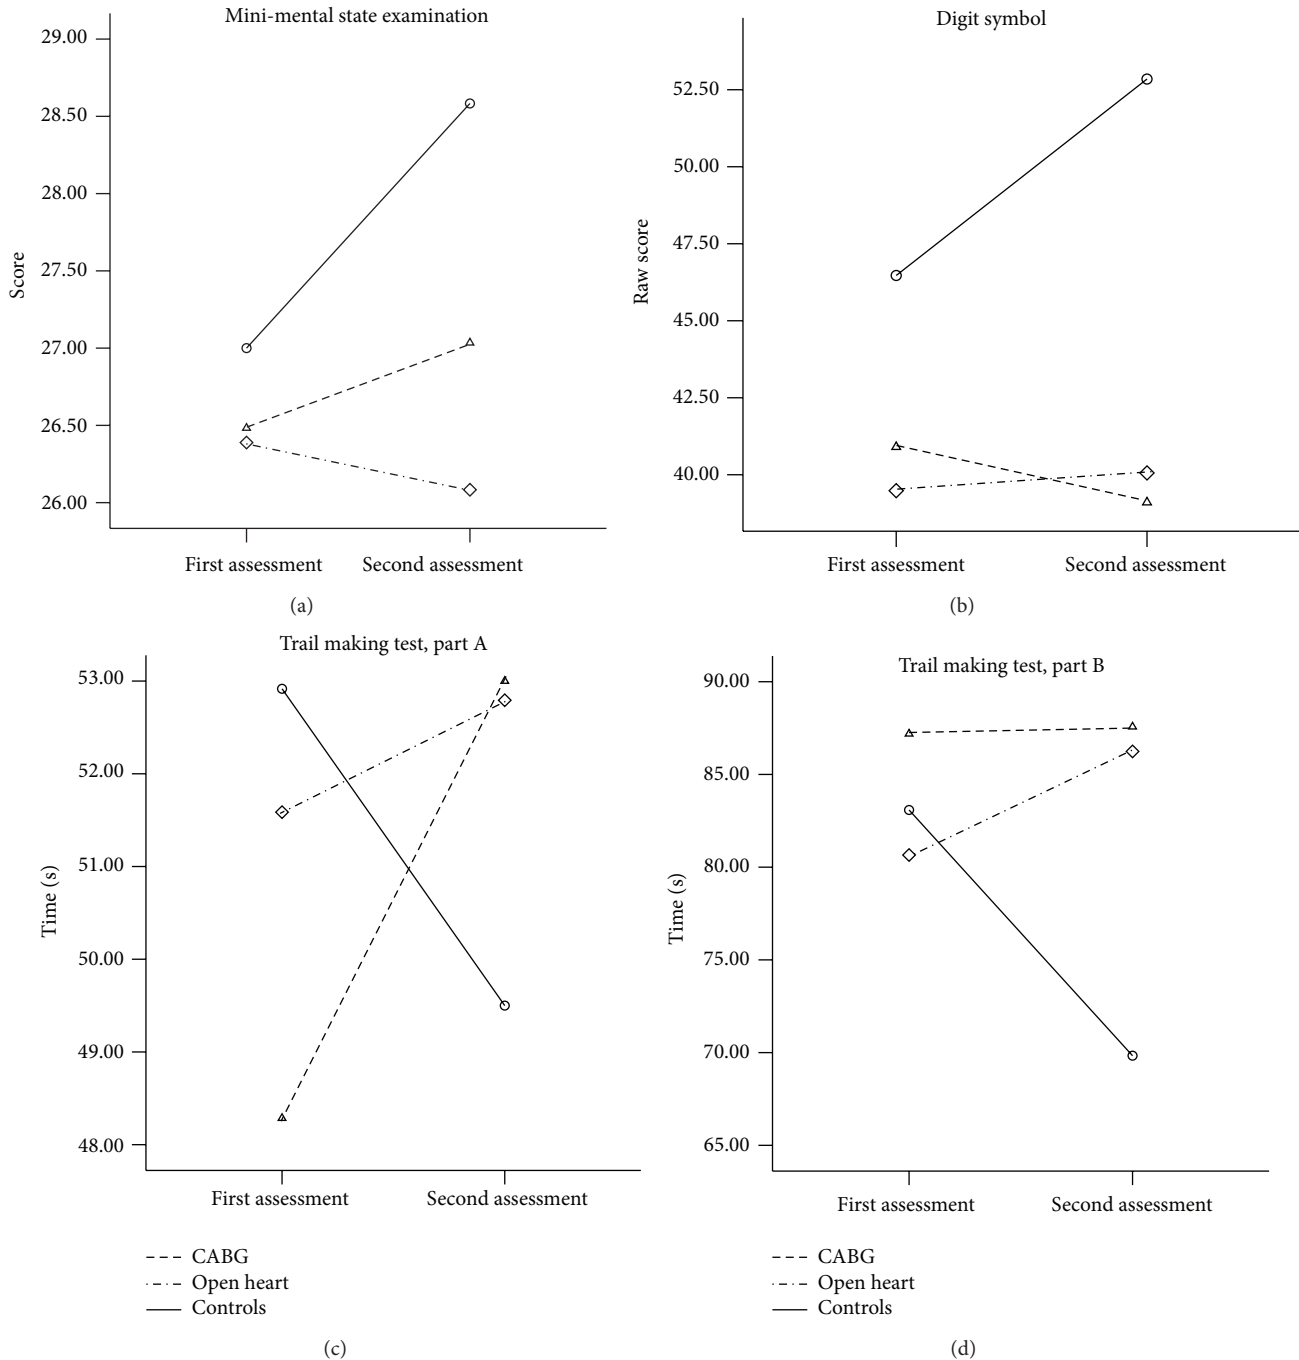 Mini-mental state examination
29.00
28.50
28.00
27.50
27.00
26.50
26.00
Score
First assessment Second assessment
(a)
Digit symbol
52.50
50.00
47.50
45.00
42.50
40.00
Raw score
First assessment Second assessment
(b)
Trail making test, part A
53.00
52.00
51.00
50.00
49.00
48.00
Time (s)
First assessment Second assessment
CABG
Open heart
Controls
(c)
Trail making test, part B
90.00
85.00
80.00
75.00
70.00
65.00
Time (s)
First assessment Second assessment
CABG
Open heart
Controls
(d)